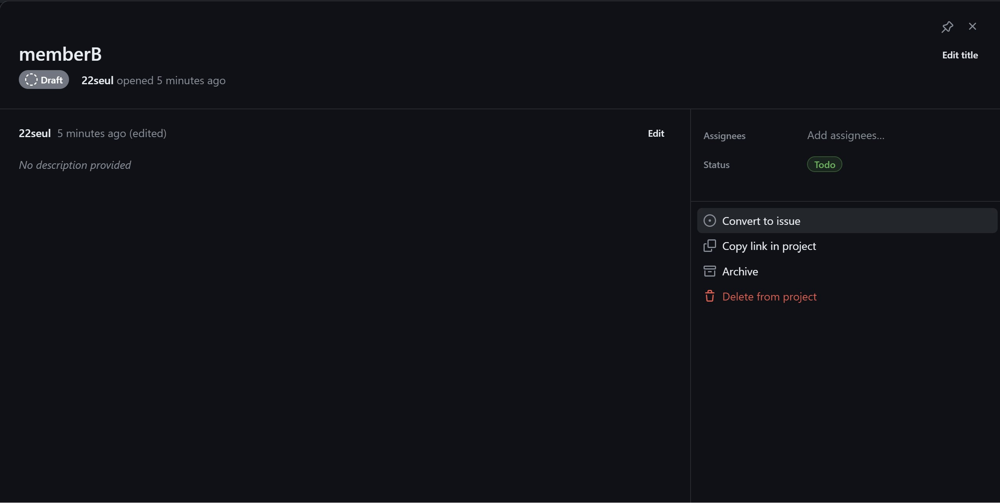 memberB
Edit title
Draft
22seul opened 5 minutes ago
22seul 5 minutes ago (edited)
Edit
No description provided
Assignees
Add assignees...
Status
Todo
Convert to issue
Copy link in project
Archive
Delete from project